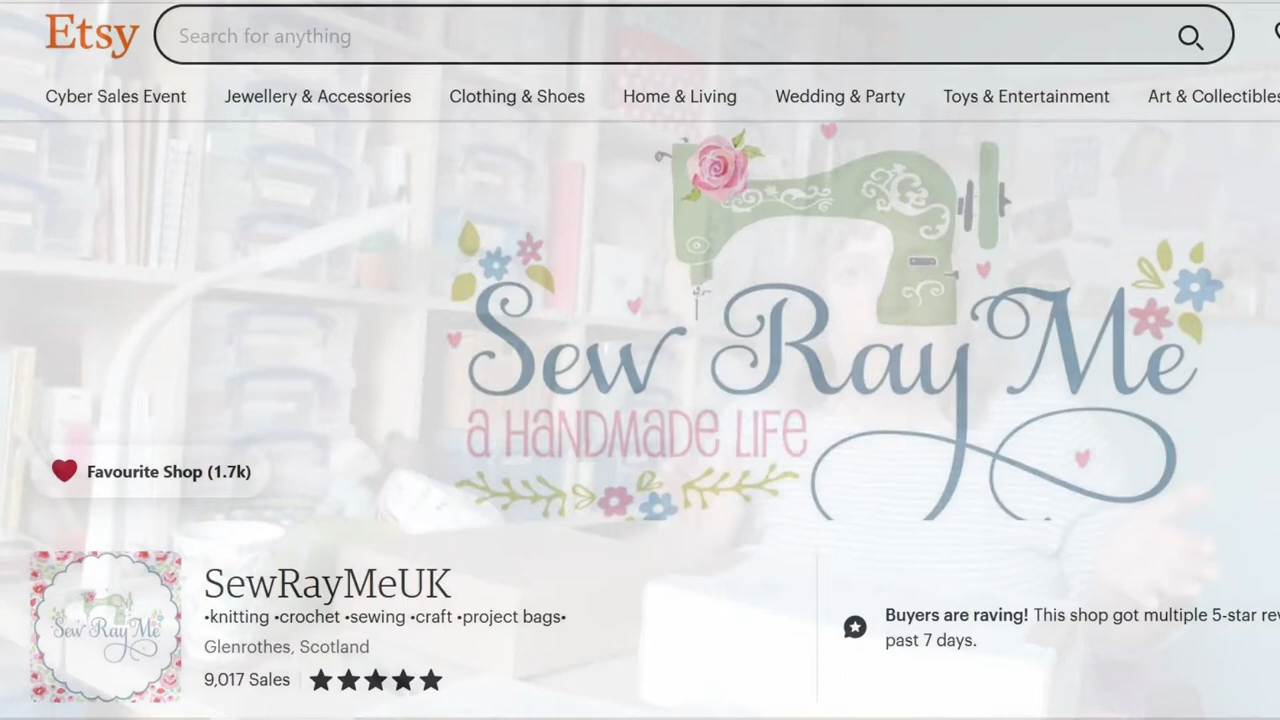 Etsy
Search for anything
Cyber Sales Event
Jewellery & Accessories
Clothing & Shoes
Home & Living
Wedding & Party
Toys & Entertainment
Art & Collectibles
Sew Ray Me
a HANDMADE LIFE
Favourite Shop (1.7k)
Sew Ray Me
SewRayMeUK
•knitting •crochet •sewing •craft •project bags•
Glenrothes, Scotland
9,017 Sales
Buyers are raving! This shop got multiple 5-star re
past 7 days.